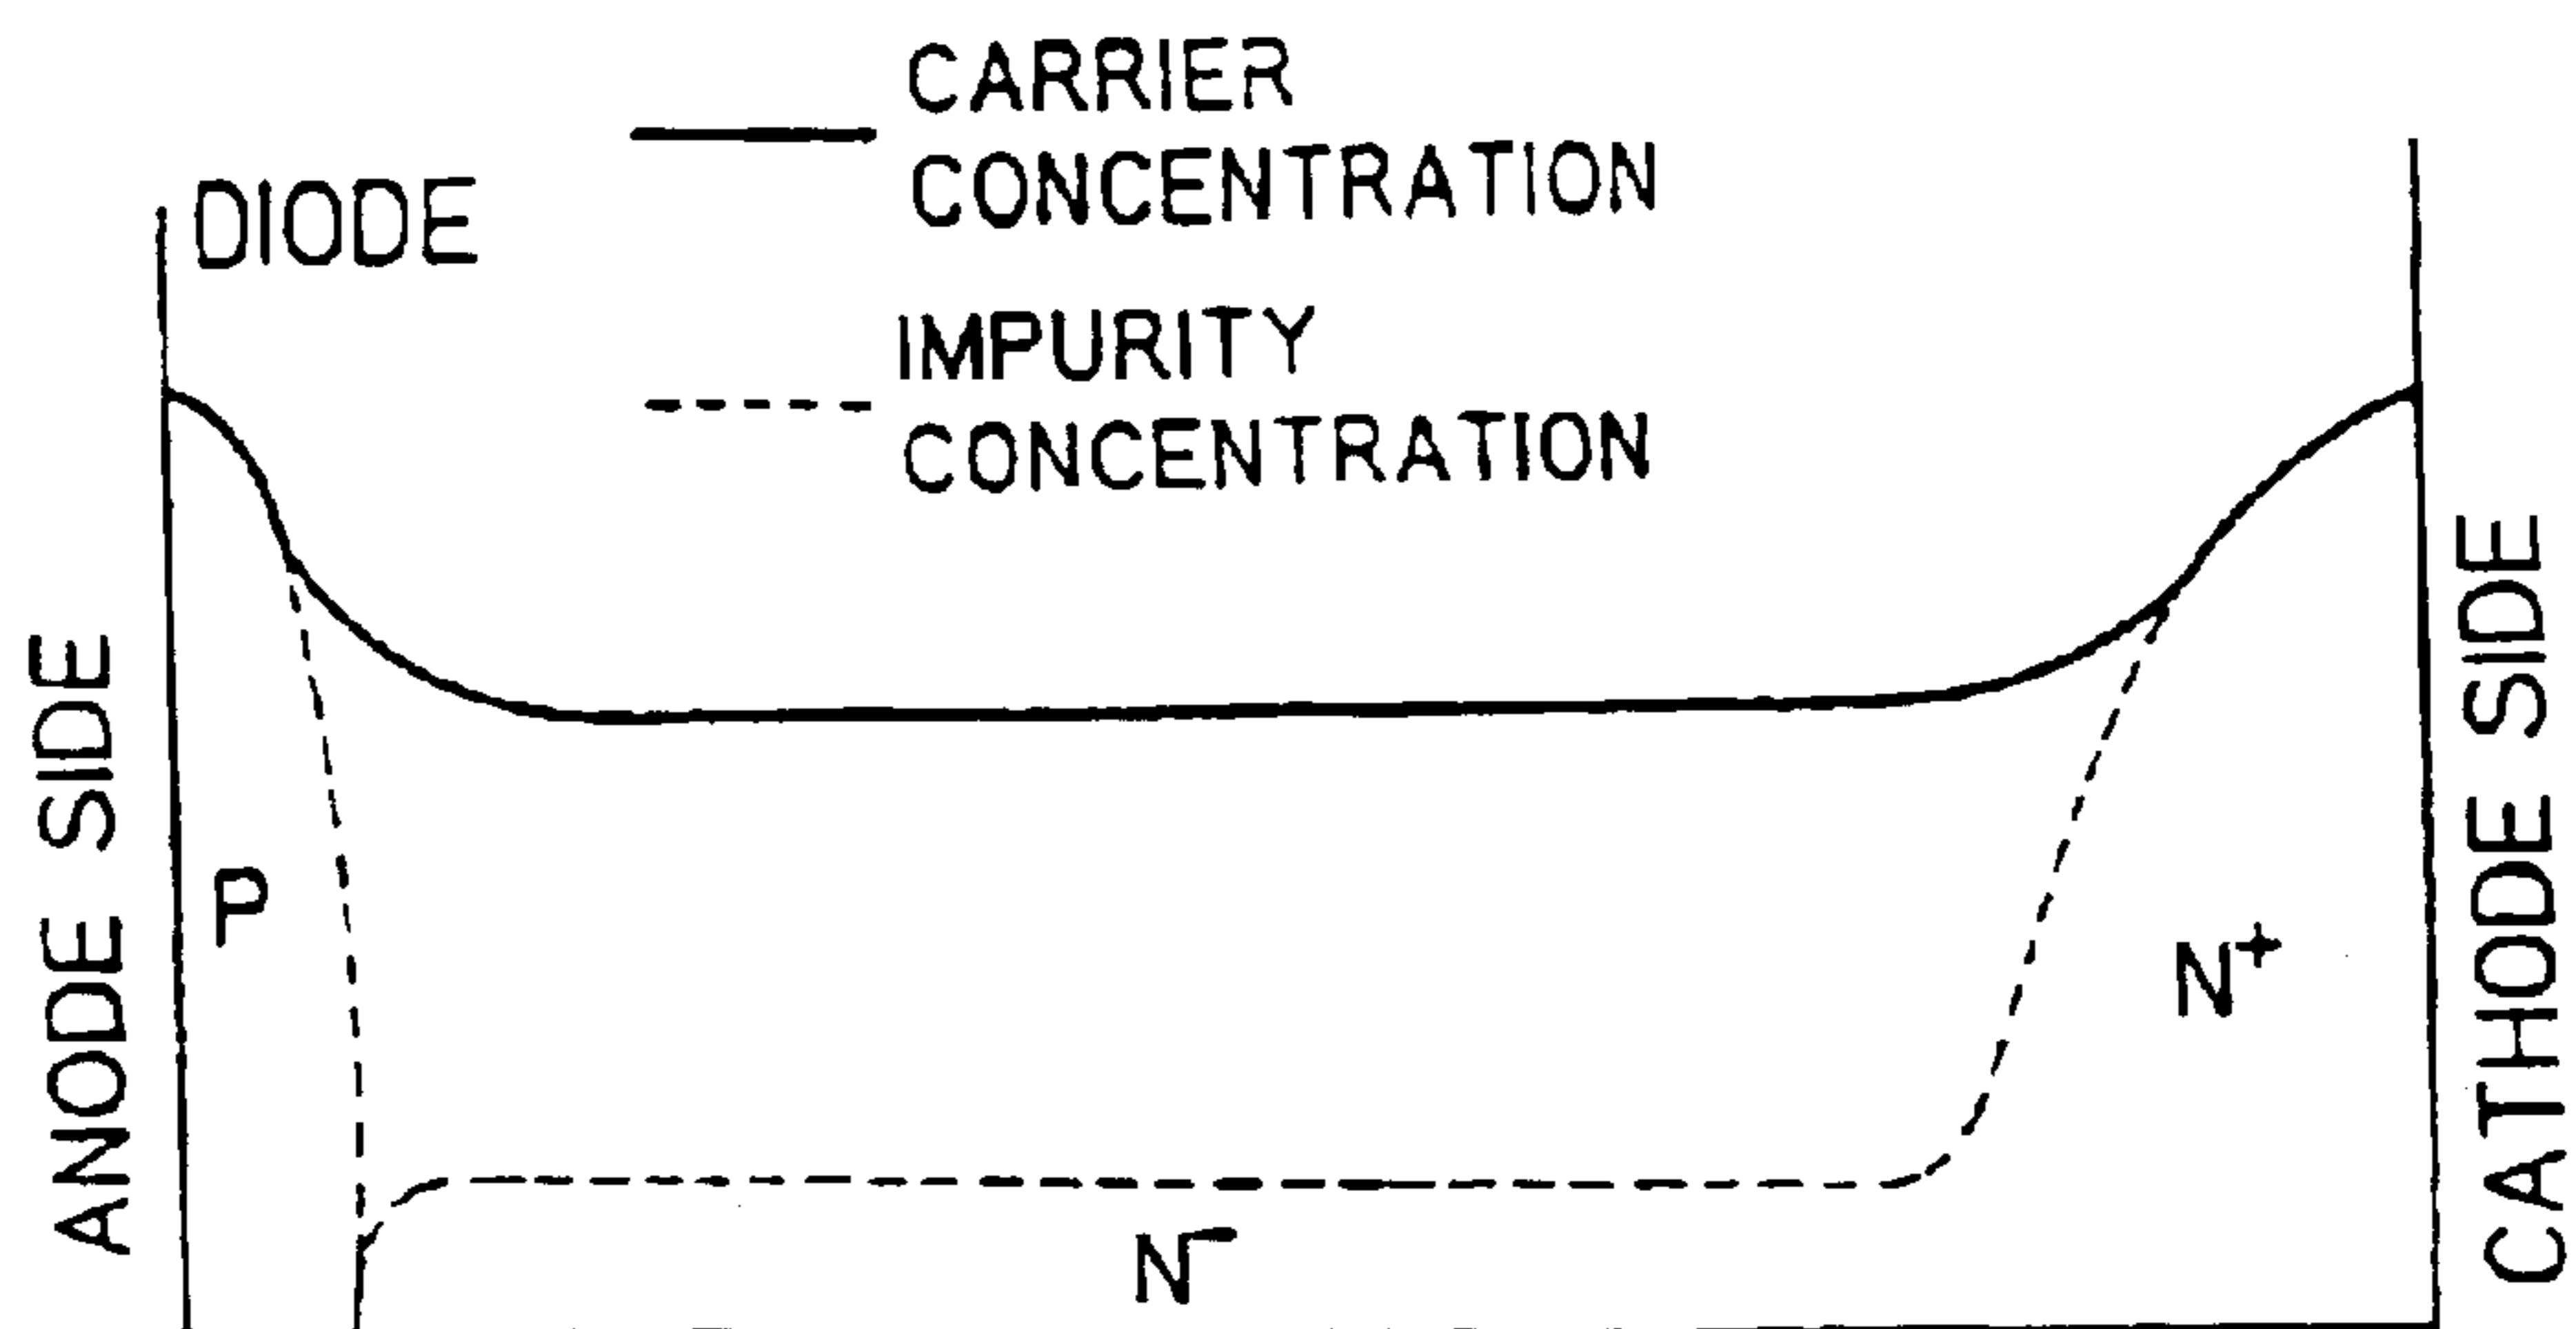 CARRIER
CONCENTRATION
DIODE
IMPURITY
CONCENTRATION
ANODE SIDE
P
N⁺
N⁻
CATHODE SIDE